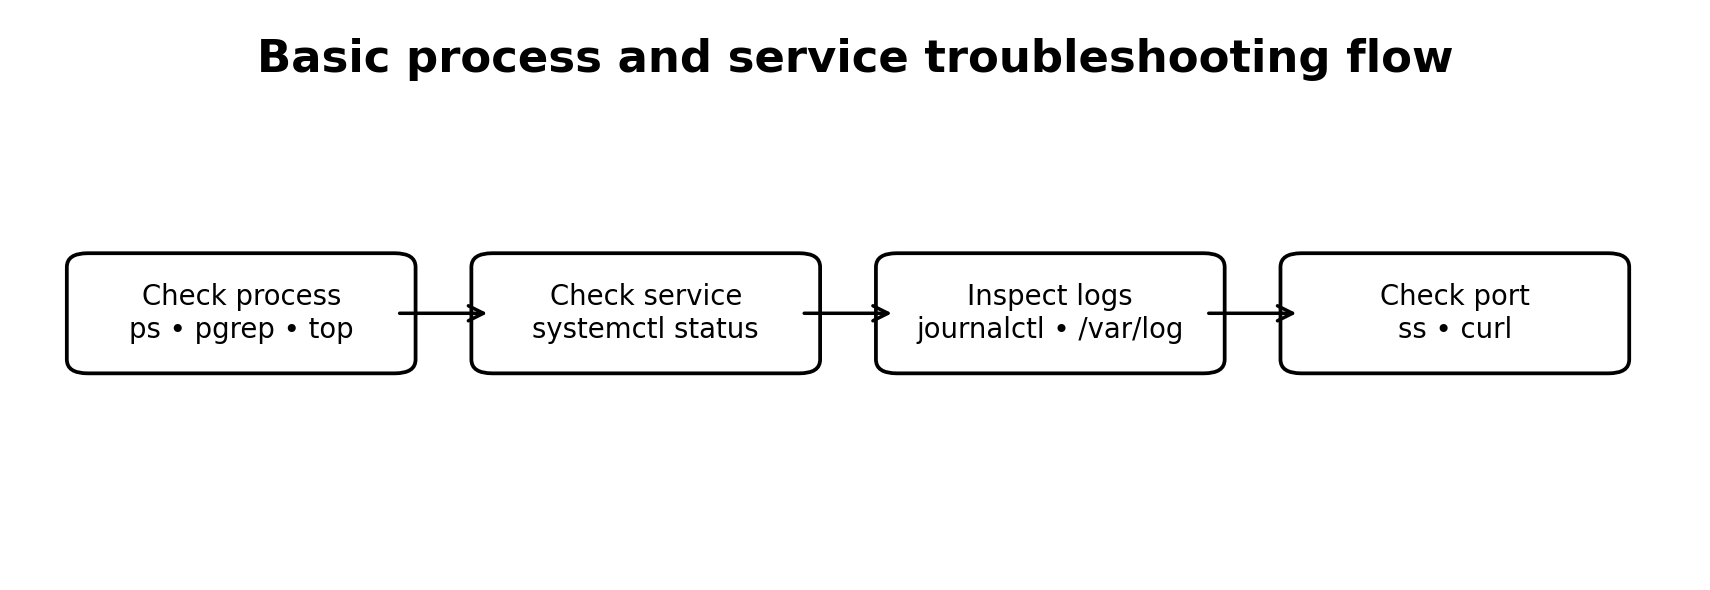 Basic process and service troubleshooting flow
Check process
ps • pgrep • top
Check service
systemctl status
Inspect logs
journalctl • /var/log
Check port
ss • curl